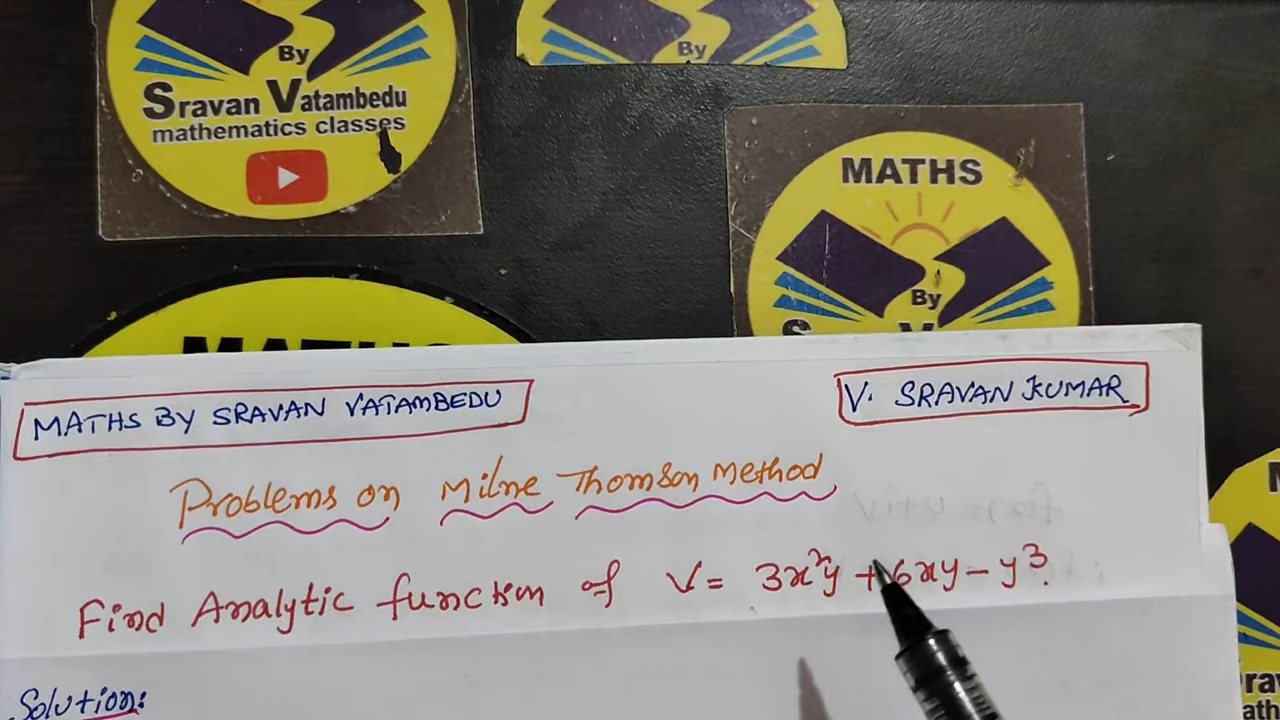 By
Sravan Vatambedu
mathematics classes
By
MATHS
By
MATHS BY SRAVAN VATAMBEDU
V. SRAVAN KUMAR
Problems on Milne Thomson Method
Find Analytic function of V = 3x²y + 6xy - y³.
Solution: